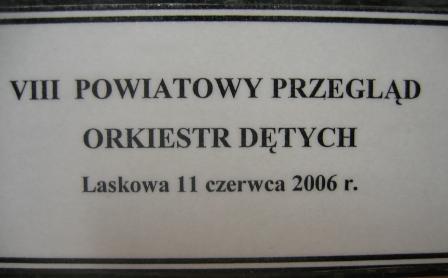 VIII POWIATOWY PRZEGLĄD
ORKIESTR DĘTYCH
Laskowa 11 czerwca 2006 r.